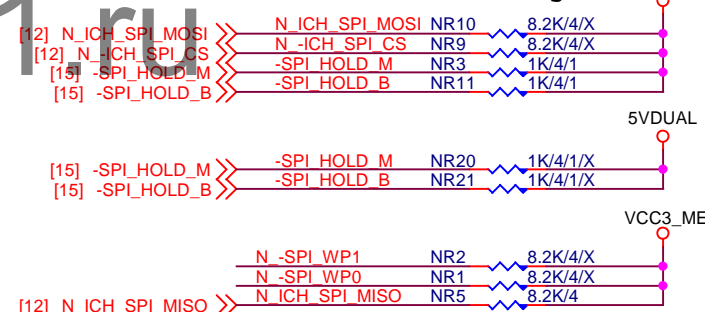 1.ru
[12] N_ICH_SPI_MOSI N_ICH_SPI_MOSI NR10 8.2K/4/X
[12] N_-ICH_SPI_CS N_-ICH_SPI_CS NR9 8.2K/4/X
[15] -SPI_HOLD_M -SPI_HOLD_M NR3 1K/4/1
[15] -SPI_HOLD_B -SPI_HOLD_B NR11 1K/4/1
5VDUAL
[15] -SPI_HOLD_M -SPI_HOLD_M NR20 1K/4/1/X
[15] -SPI_HOLD_B -SPI_HOLD_B NR21 1K/4/1/X
VCC3_ME
N_-SPI_WP1 NR2 8.2K/4/X
N_-SPI_WP0 NR1 8.2K/4/X
[12] N_ICH_SPI_MISO N_ICH_SPI_MISO NR5 8.2K/4